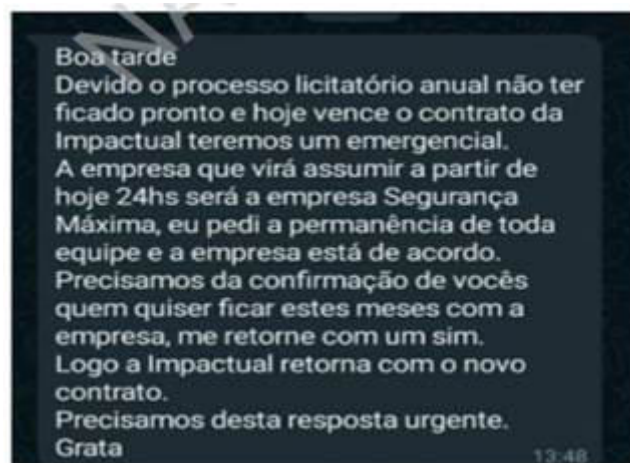 Boa tarde
Devido o processo licitatório anual não ter
ficado pronto e hoje vence o contrato da
Impactual teremos um emergencial.
A empresa que virá assumir a partir de
hoje 24hs será a empresa Segurança
Máxima, eu pedi a permanência de toda
equipe e a empresa está de acordo.
Precisamos da confirmação de vocês
quem quiser ficar estes meses com a
empresa, me retorne com um sim.
Logo a Impactual retorna com o novo
contrato.
Precisamos desta resposta urgente.
Grata
13:48